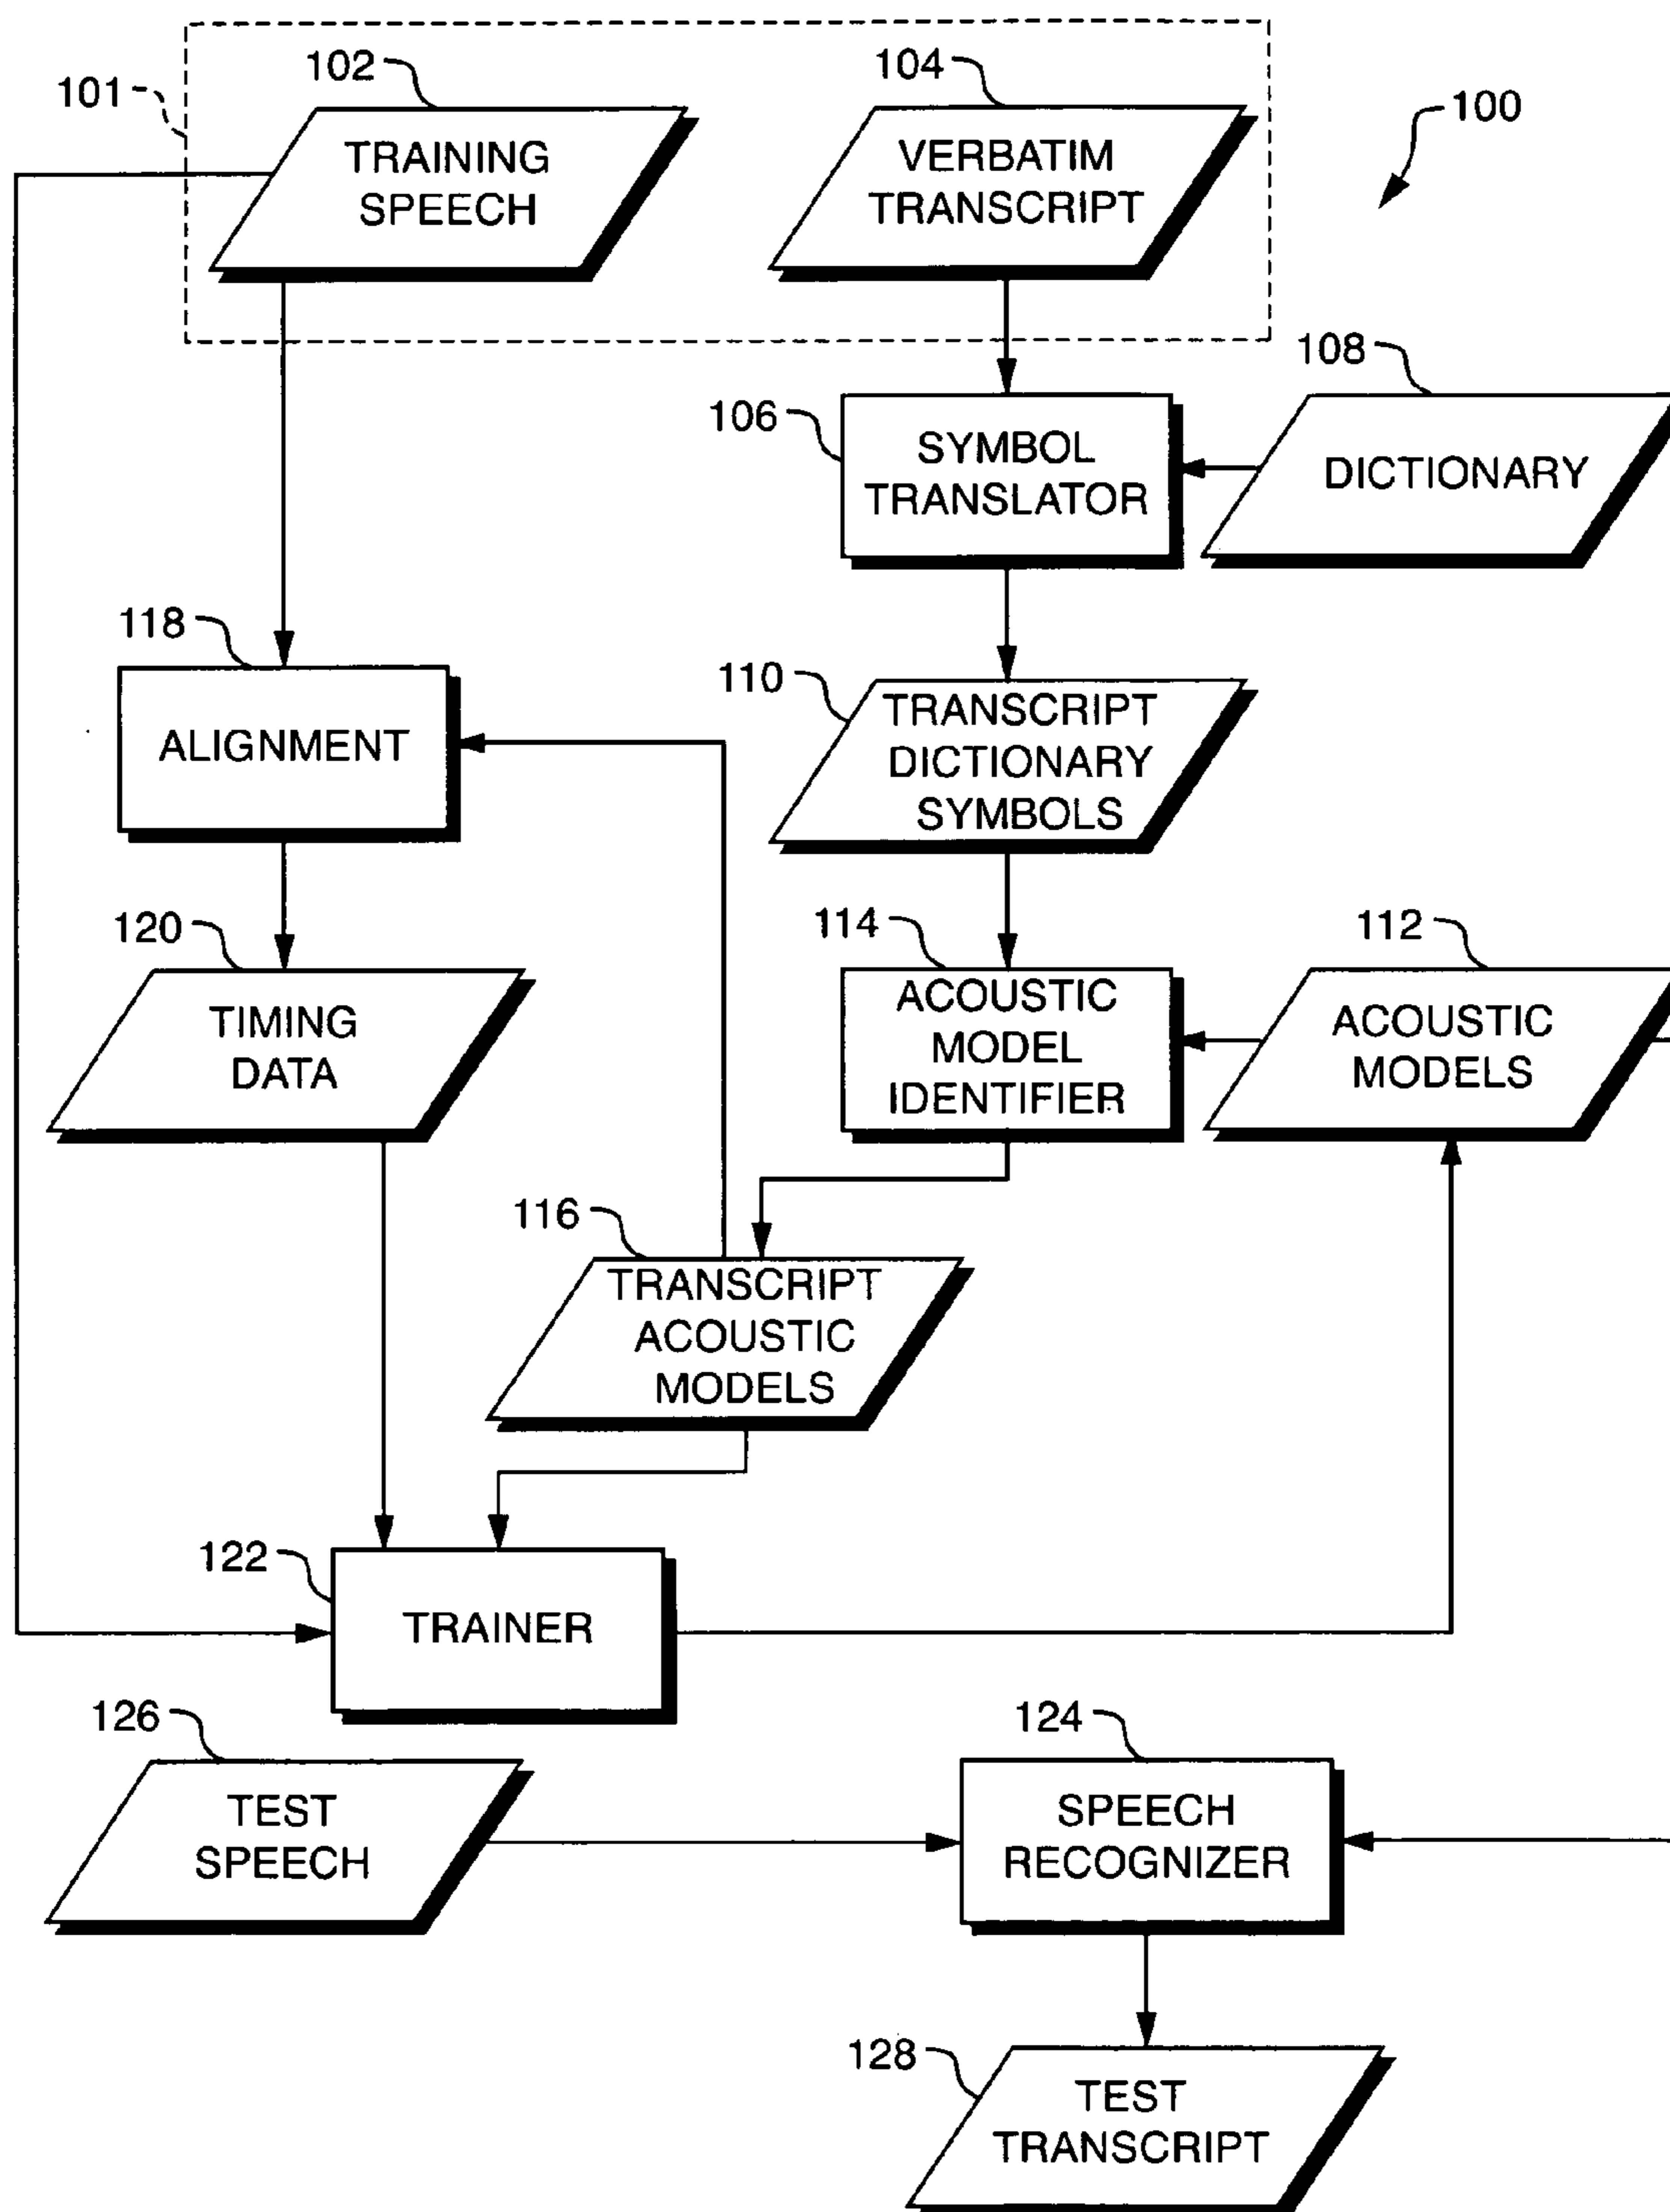 102
104
101
100
TRAINING
SPEECH
VERBATIM
TRANSCRIPT
108
106
SYMBOL
TRANSLATOR
DICTIONARY
118
110
ALIGNMENT
TRANSCRIPT
DICTIONARY
SYMBOLS
120
114
112
TIMING
DATA
ACOUSTIC
MODEL
IDENTIFIER
ACOUSTIC
MODELS
116
TRANSCRIPT
ACOUSTIC
MODELS
122
TRAINER
126
124
TEST
SPEECH
SPEECH
RECOGNIZER
128
TEST
TRANSCRIPT